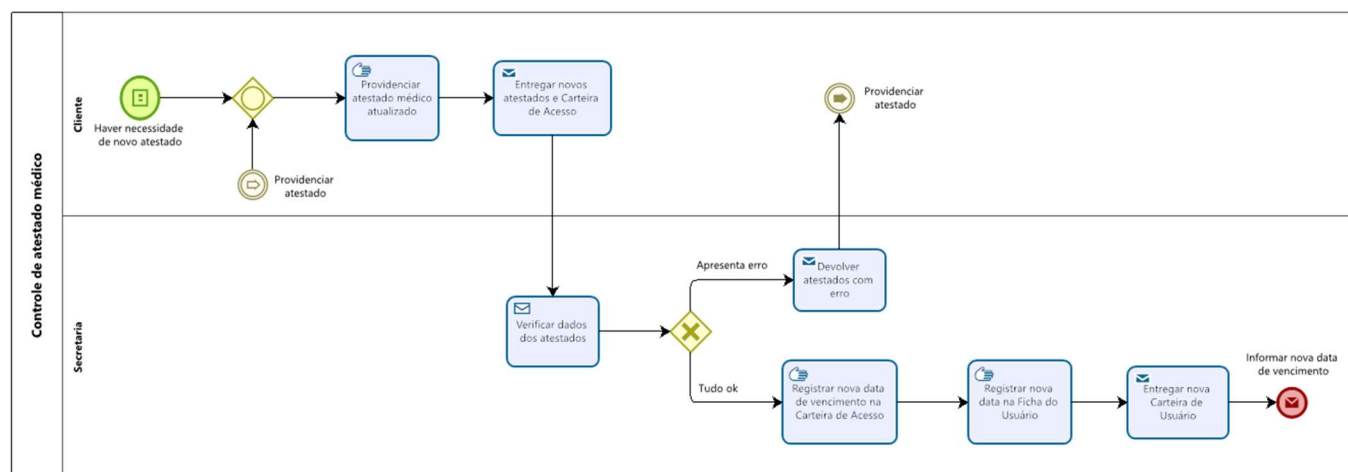 Controle de atestado médico
Cliente
Haver necessidade
de novo atestado
Providenciar
atestado
Providenciar
atestado médico
atualizado
Entregar novos
atestados e Carteira
de Acesso
Providenciar
atestado
Secretaria
Verificar dados
dos atestados
Apresenta erro
Devolver
atestados com
erro
Tudo ok
Registrar nova data
de vencimento na
Carteira de Acesso
Registrar nova
data na Ficha do
Usuário
Entregar nova
Carteira de
Usuário
Informar nova data
de vencimento